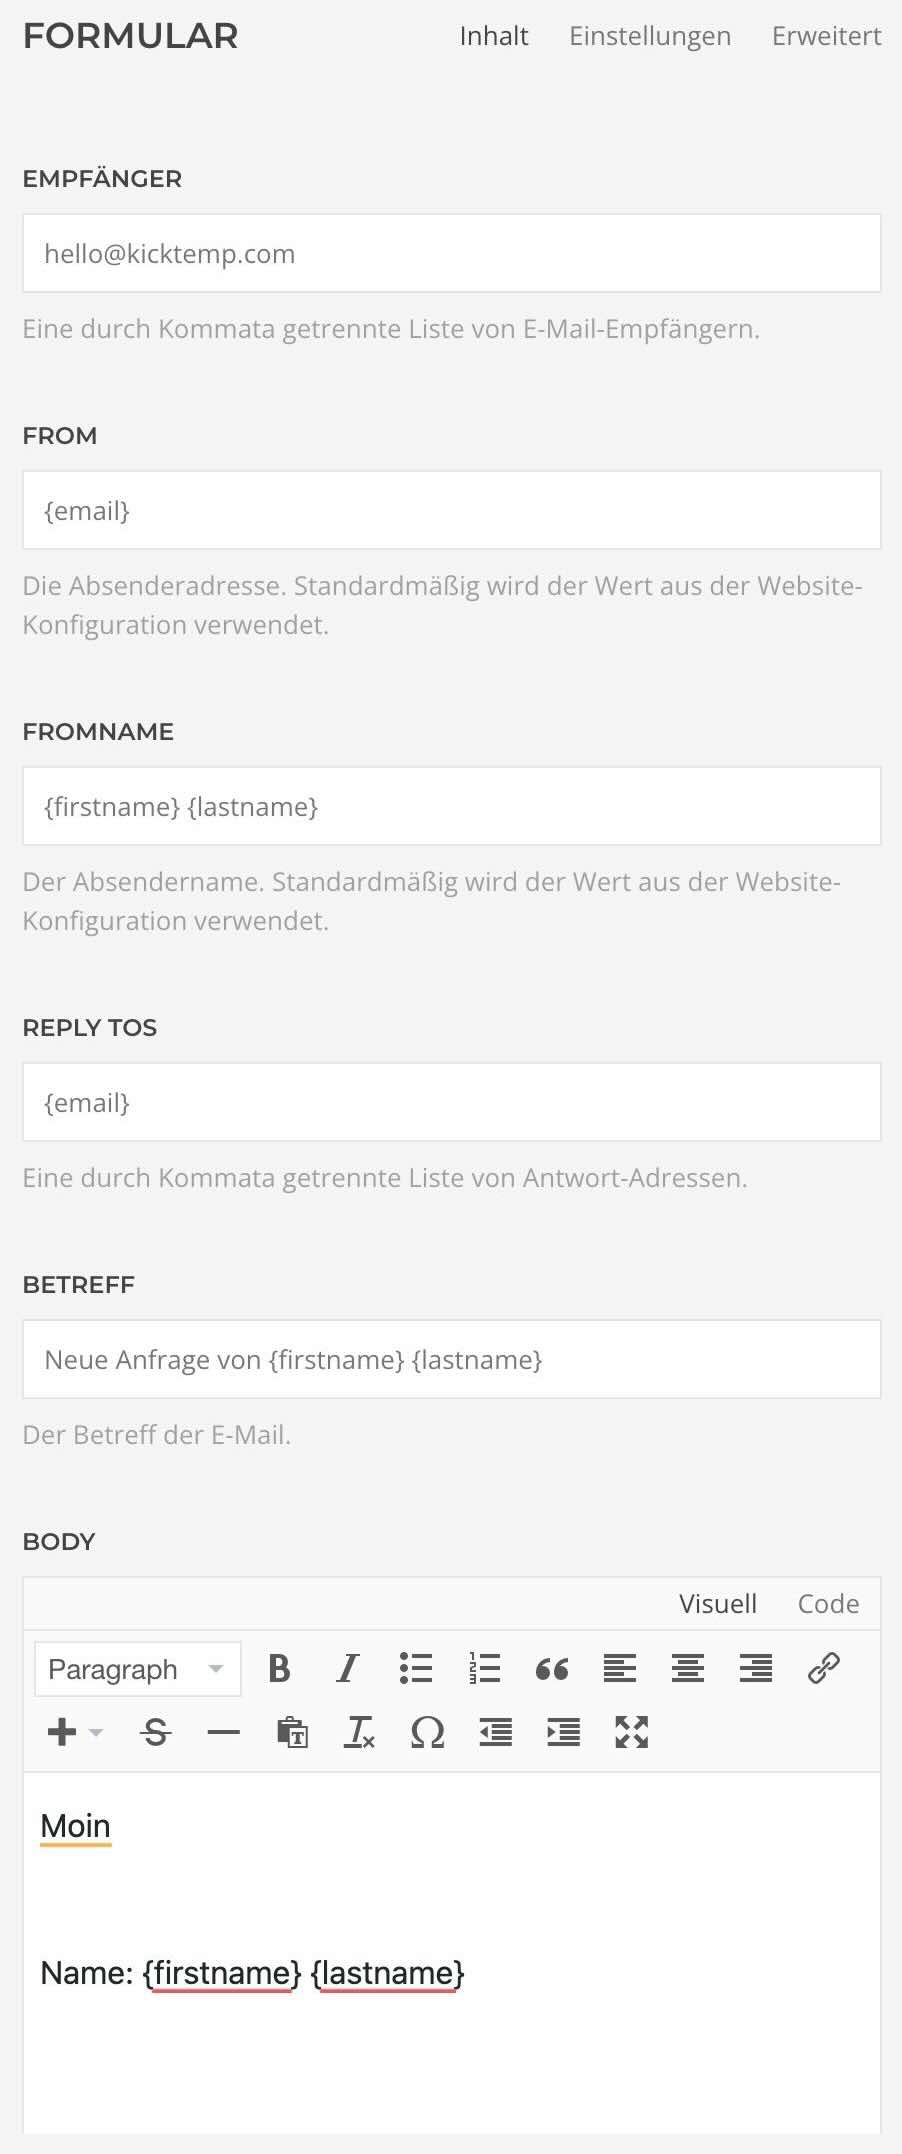 FORMULAR Inhalt Einstellungen Erweitert
EMPFÄNGER
hello@kicktemp.com
Eine durch Kommata getrennte Liste von E-Mail-Empfängern.
FROM
{email}
Die Absenderadresse. Standardmäßig wird der Wert aus der Website-
Konfiguration verwendet.
FROMNAME
{firstname} {lastname}
Der Absendername. Standardmäßig wird der Wert aus der Website-
Konfiguration verwendet.
REPLY TOS
{email}
Eine durch Kommata getrennte Liste von Antwort-Adressen.
BETREFF
Neue Anfrage von {firstname} {lastname}
Der Betreff der E-Mail.
BODY
Visuell Code
Paragraph
Moin
Name: {firstname} {lastname}